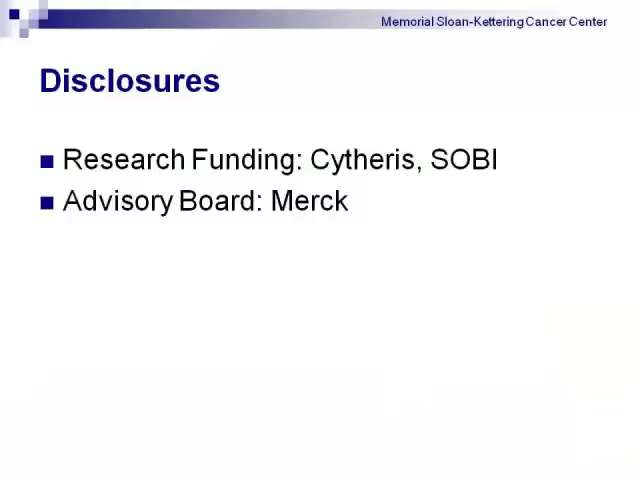 Memorial Sloan-Kettering Cancer Center
Disclosures
Research Funding: Cytheris, SOBI
Advisory Board: Merck